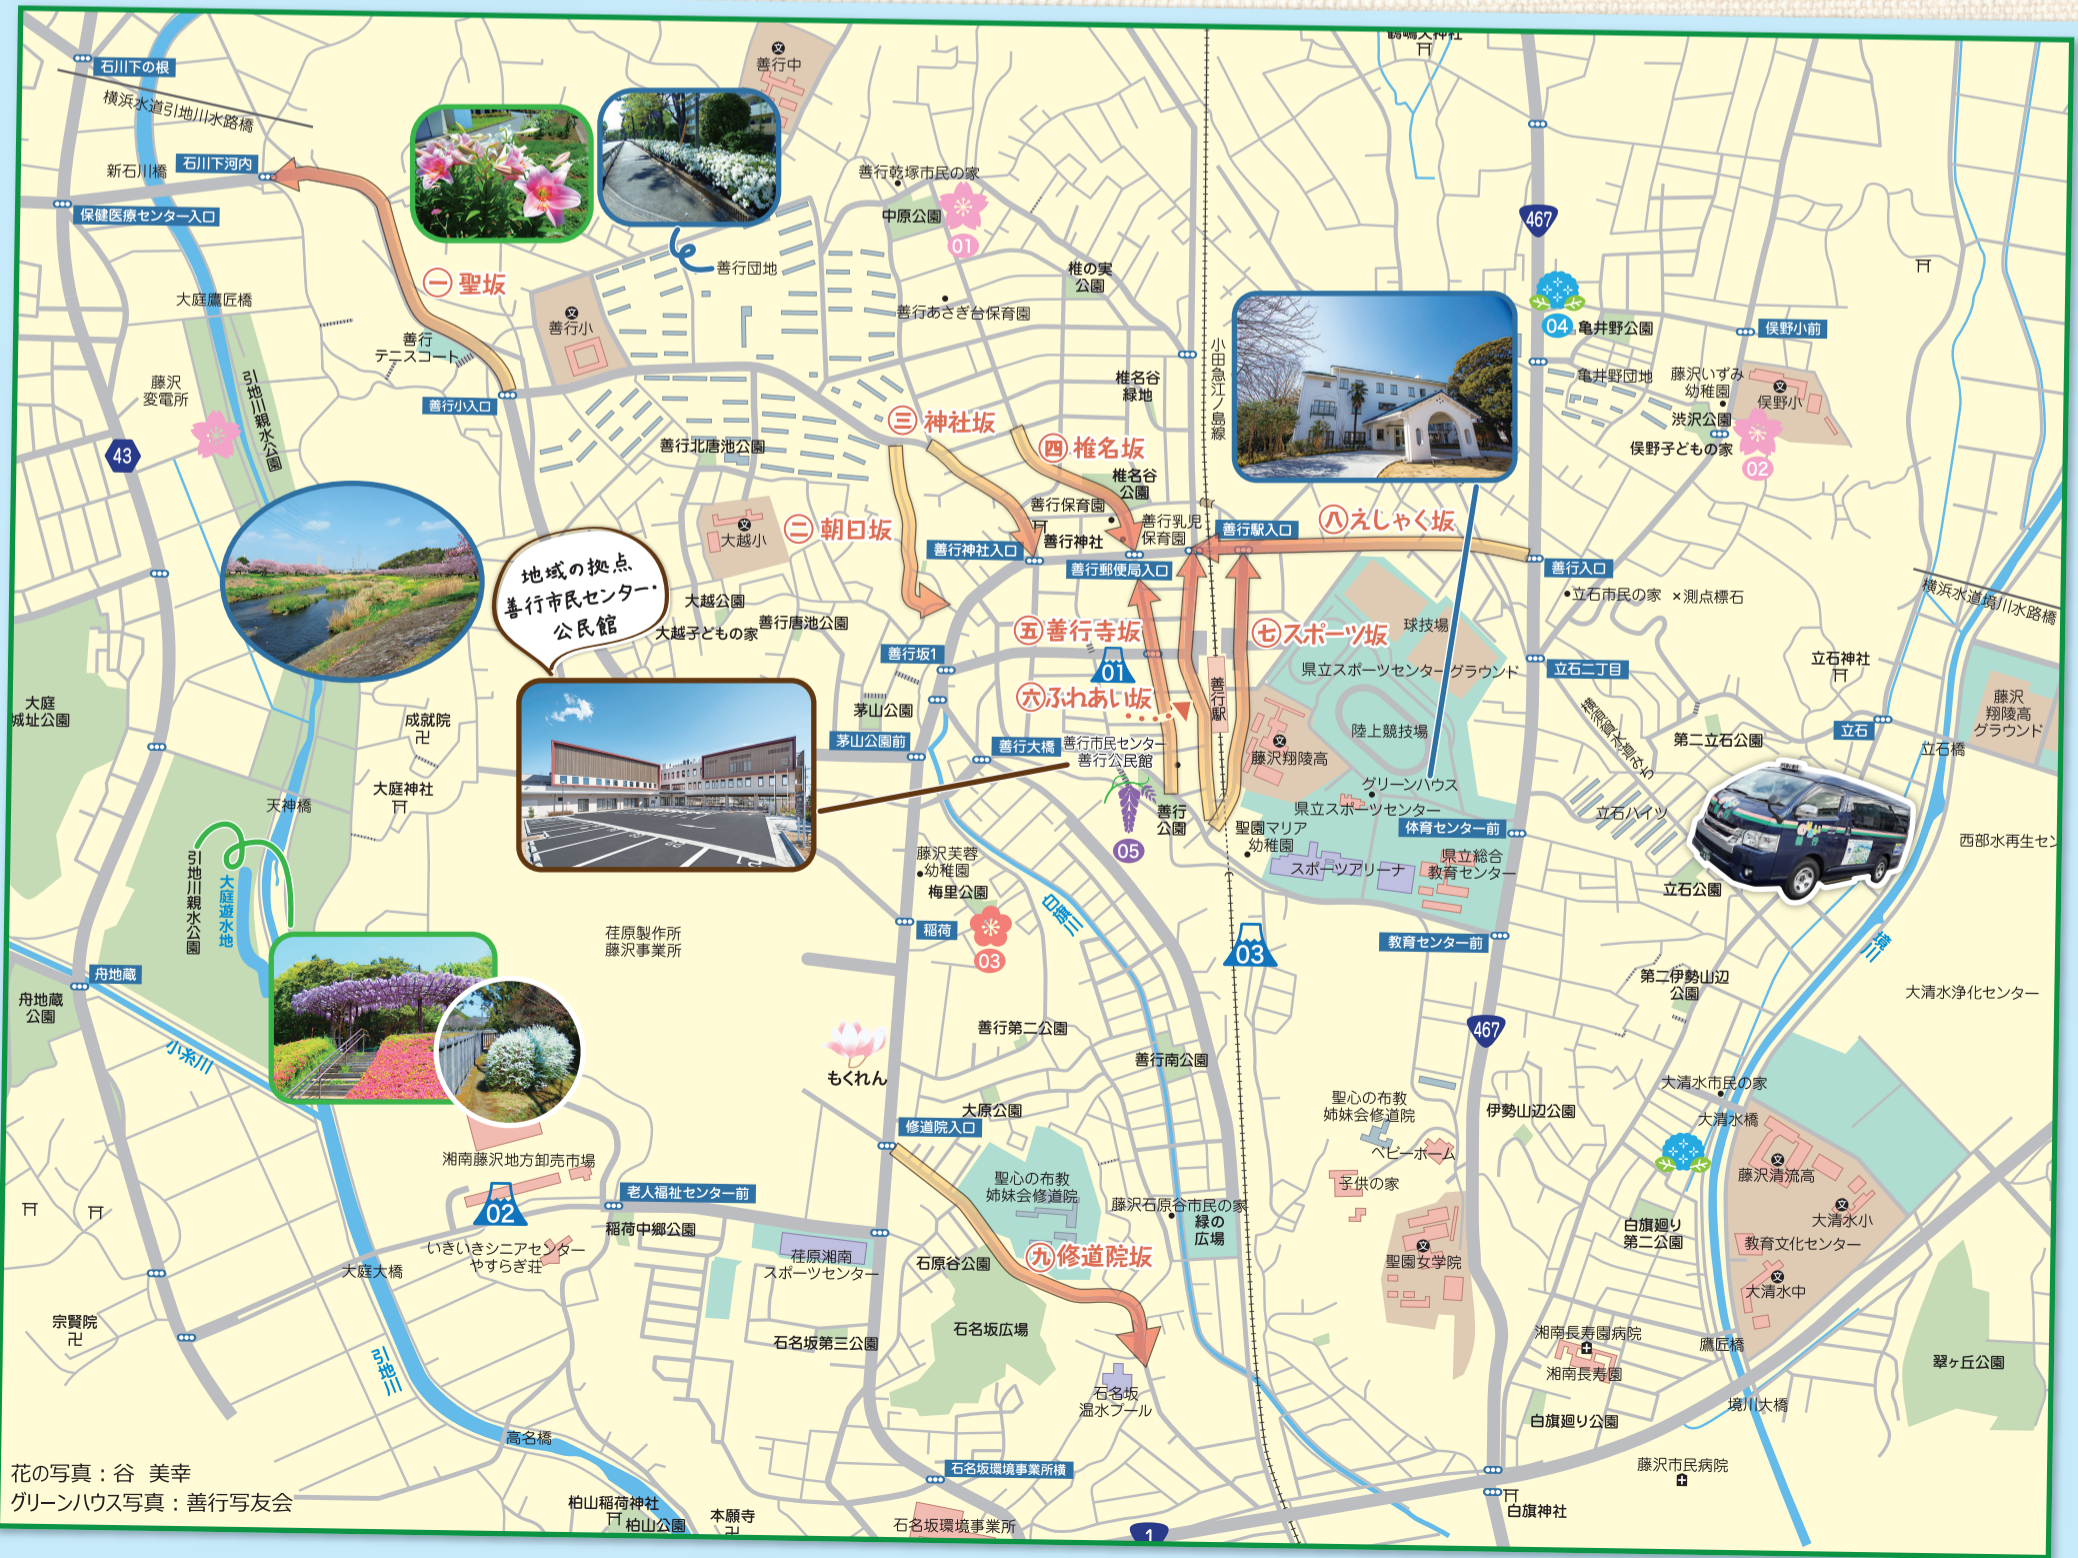 鶴嶋天神社
石川下の根
横浜水道引地川水路橋
善行中
新石川橋
石川下河内
保健医療センター入口
善行乾塚市民の家
中原公園
01
467
一 聖坂
善行団地
椎の実
公園
大庭鷹匠橋
善行小
善行あさぎ台保育園
04
亀井野公園
俣野小前
善行
テニスコート
小田急江ノ島線
藤沢
変電所
引地川親水公園
善行小入口
椎名谷
緑地
亀井野団地
藤沢いずみ
幼稚園
俣野小
渋沢公園
俣野子どもの家
02
43
三 神社坂
四 椎名坂
善行北唐池公園
椎名谷
公園
善行保育園
大越小
二 朝日坂
善行神社入口
善行神社
善行乳児
保育園
善行駅入口
八 えしゃく坂
善行郵便局入口
善行入口
地域の拠点
善行市民センター・
公民館
立石市民の家
×測点標石
横浜水道境川水路橋
大越公園
大越子どもの家
善行唐池公園
五 善行寺坂
七 スポーツ坂
球技場
善行坂1
01
県立スポーツセンターグラウンド
立石二丁目
立石神社
大庭
城址公園
成就院
茅山公園
六 ふれあい坂
善行駅
陸上競技場
横須賀水道みち
藤沢
翔陵高
グラウンド
茅山公園前
善行大橋
善行市民センター
善行公民館
藤沢翔陵高
第二立石公園
立石
立石橋
大庭神社
天神橋
グリーンハウス
県立スポーツセンター
善行
公園
聖園マリア
幼稚園
体育センター前
立石ハイツ
05
藤沢芙蓉
幼稚園
梅里公園
スポーツアリーナ
県立総合
教育センター
西部水再生セン
引地川親水公園
大庭遊水地
白旗川
立石公園
荏原製作所
藤沢事業所
稲荷
03
03
教育センター前
境川
舟地蔵
舟地蔵
公園
第二伊勢山辺
公園
大清水浄化センター
小糸川
もくれん
善行第二公園
善行南公園
467
大原公園
修道院入口
聖心の布教
姉妹会修道院
ベビーホーム
伊勢山辺公園
大清水市民の家
大清水橋
湘南藤沢地方卸売市場
聖心の布教
姉妹会修道院
子供の家
藤沢清流高
02
老人福祉センター前
稲荷中郷公園
藤沢石原谷市民の家
緑の
広場
白旗廻り
第二公園
大清水小
教育文化センター
いきいきシニアセンター
やすらぎ荘
大庭大橋
荏原湘南
スポーツセンター
石原谷公園
九 修道院坂
聖園女学院
大清水中
宗賢院
石名坂第三公園
石名坂広場
湘南長寿園病院
湘南長寿園
鷹匠橋
翠ヶ丘公園
引地川
石名坂
温水プール
白旗廻り公園
境川大橋
高名橋
石名坂環境事業所横
藤沢市民病院
花の写真：谷　美幸
グリーンハウス写真：善行写友会
柏山稲荷神社
柏山公園
本願寺
石名坂環境事業所
1
白旗神社